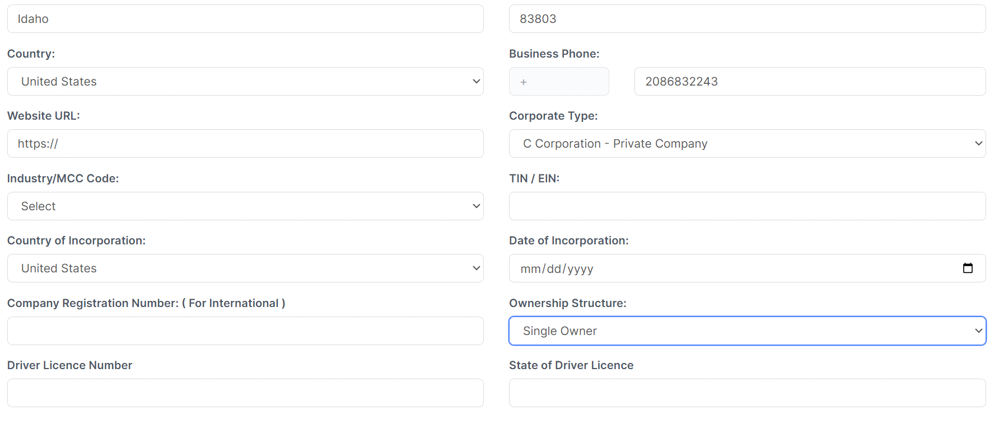 Idaho
83803
Country:
Business Phone:
United States
+
2086832243
Website URL:
Corporate Type:
https://
C Corporation - Private Company
Industry/MCC Code:
TIN / EIN:
Select
Country of Incorporation:
Date of Incorporation:
United States
mm/dd/yyyy
Company Registration Number: ( For International )
Ownership Structure:
Single Owner
Driver Licence Number
State of Driver Licence